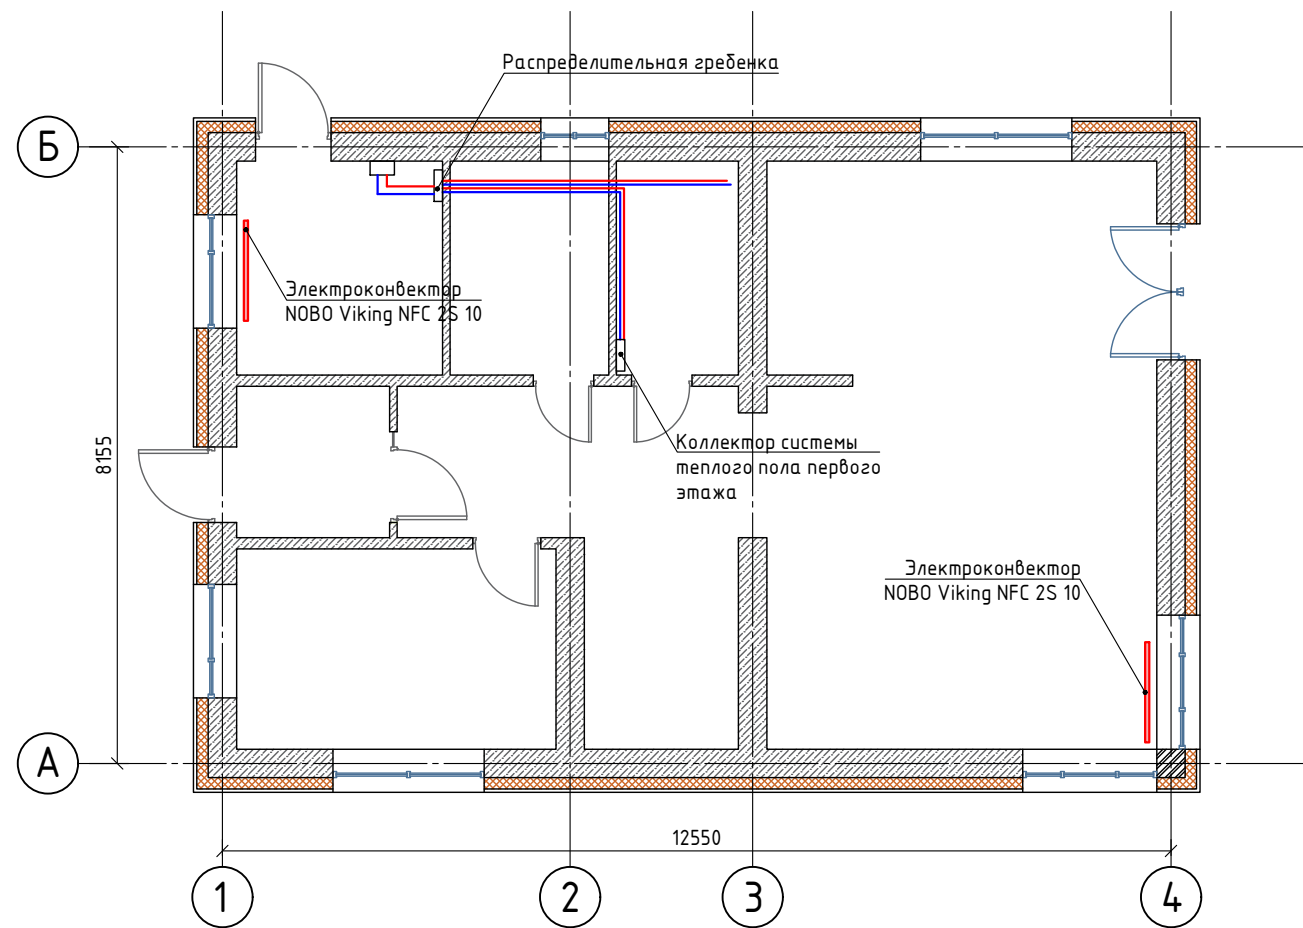 Распределительная гребенка
Б
Электроконвектор
NOBO Viking NFC 2S 10
8155
Коллектор системы
теплого пола первого
этажа
Электроконвектор
NOBO Viking NFC 2S 10
А
12550
1
2
3
4